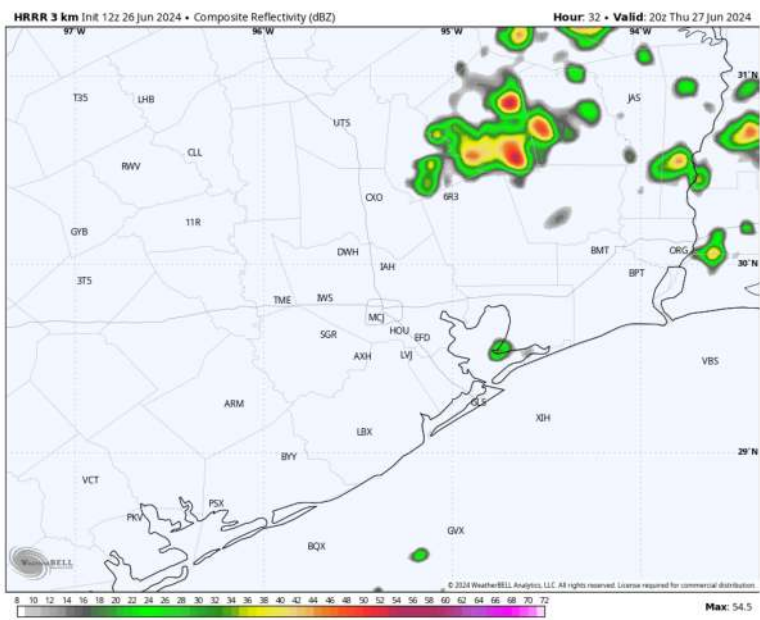 HRRR 3 km Init 12z 26 Jun 2024 • Composite Reflectivity (dBZ) Hour: 32 • Valid: 20z Thu 27 Jun 2024
97°W 96°W 95°W 94°W
31°N
T35 LHB JAS
UTS
CLL
RWV
CXO 6R3
11R
GYB
DWH BMT ORG
30°N
IAH BPT
3T5
TME IWS
MCJ
SGR HOU EFD
AXH LVJ
VBS
ARM GLS
XIH
LBX
BYY 29°N
VCT
PSX
PKV
GVX
BQX
WeatherBELL
© 2024 WeatherBELL Analytics, LLC. All rights reserved. License required for commercial distribution.
8 10 12 14 16 18 20 22 24 26 28 30 32 34 36 38 40 42 44 46 48 50 52 54 56 58 60 62 64 66 68 70 72
Max: 54.5